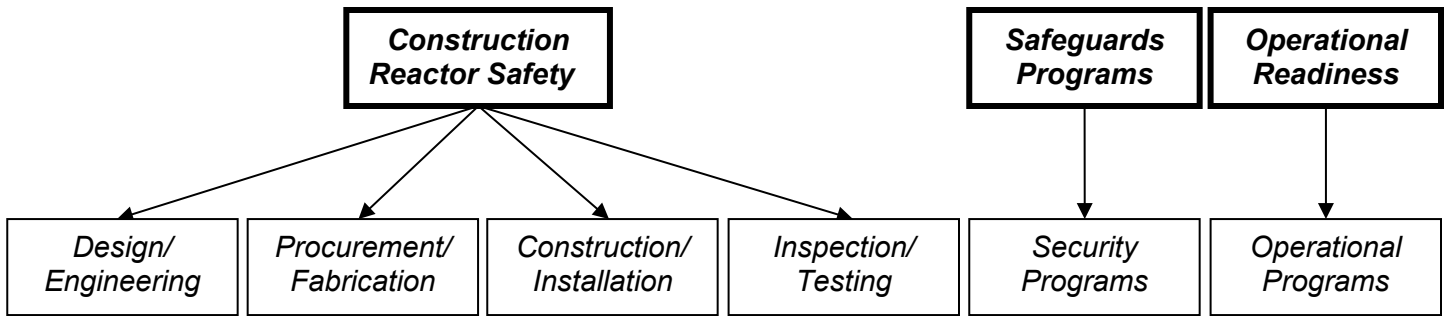 Construction
Reactor Safety
Safeguards
Programs
Operational
Readiness
Design/
Engineering
Procurement/
Fabrication
Construction/
Installation
Inspection/
Testing
Security
Programs
Operational
Programs